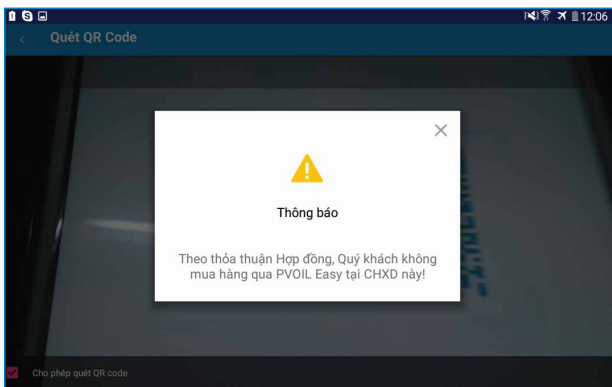 12:06
Quét QR Code
Thông báo
Theo thỏa thuận Hợp đồng, Quý khách không
mua hàng qua PVOIL Easy tại CHXD này!
Cho phép quét QR code